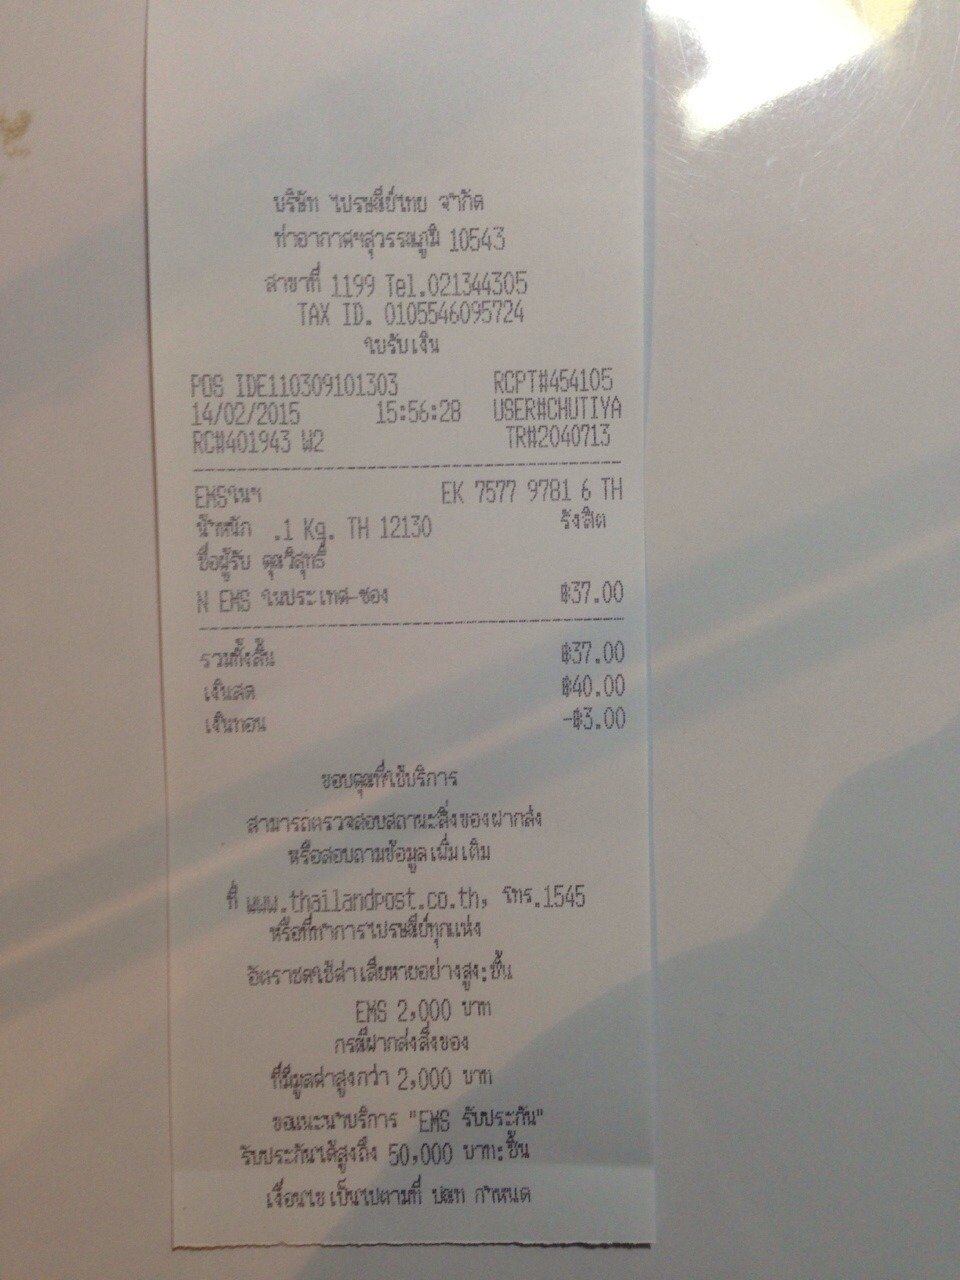 บริษัท ไปรษณีย์ไทย จำกัด
ท่าอากาศฯสุวรรณภูมิ 10543
สาขาที่ 1199 Tel.021344305
TAX ID. 0105546095724
ใบรับเงิน
POS IDE110309101303 RCPT#454105
14/02/2015 15:56:28 USER#CHUTIYA
RC#401943 W2 TR#2040713
EMSในฯ EK 7577 9781 6 TH
น้ำหนัก .1 Kg. TH 12130 รังสิต
ชื่อผู้รับ คุณวิสุทธิ์
N EMS ในประเทศ-ซอง ฿37.00
รวมทั้งสิ้น ฿37.00
เงินสด ฿40.00
เงินทอน -฿3.00
ขอบคุณที่ใช้บริการ
สามารถตรวจสอบสถานะสิ่งของฝากส่ง
หรือสอบถามข้อมูลเพิ่มเติม
ที่ www.thailandpost.co.th, โทร.1545
หรือที่ทำการไปรษณีย์ทุกแห่ง
อัตราชดใช้ค่าเสียหายอย่างสูง:ชิ้น
EMS 2,000 บาท
กรณีฝากส่งสิ่งของ
ที่มีมูลค่าสูงกว่า 2,000 บาท
ขอแนะนำบริการ "EMS รับประกัน"
รับประกันได้สูงถึง 50,000 บาท:ชิ้น
เงื่อนไขเป็นไปตามที่ ปณท กำหนด